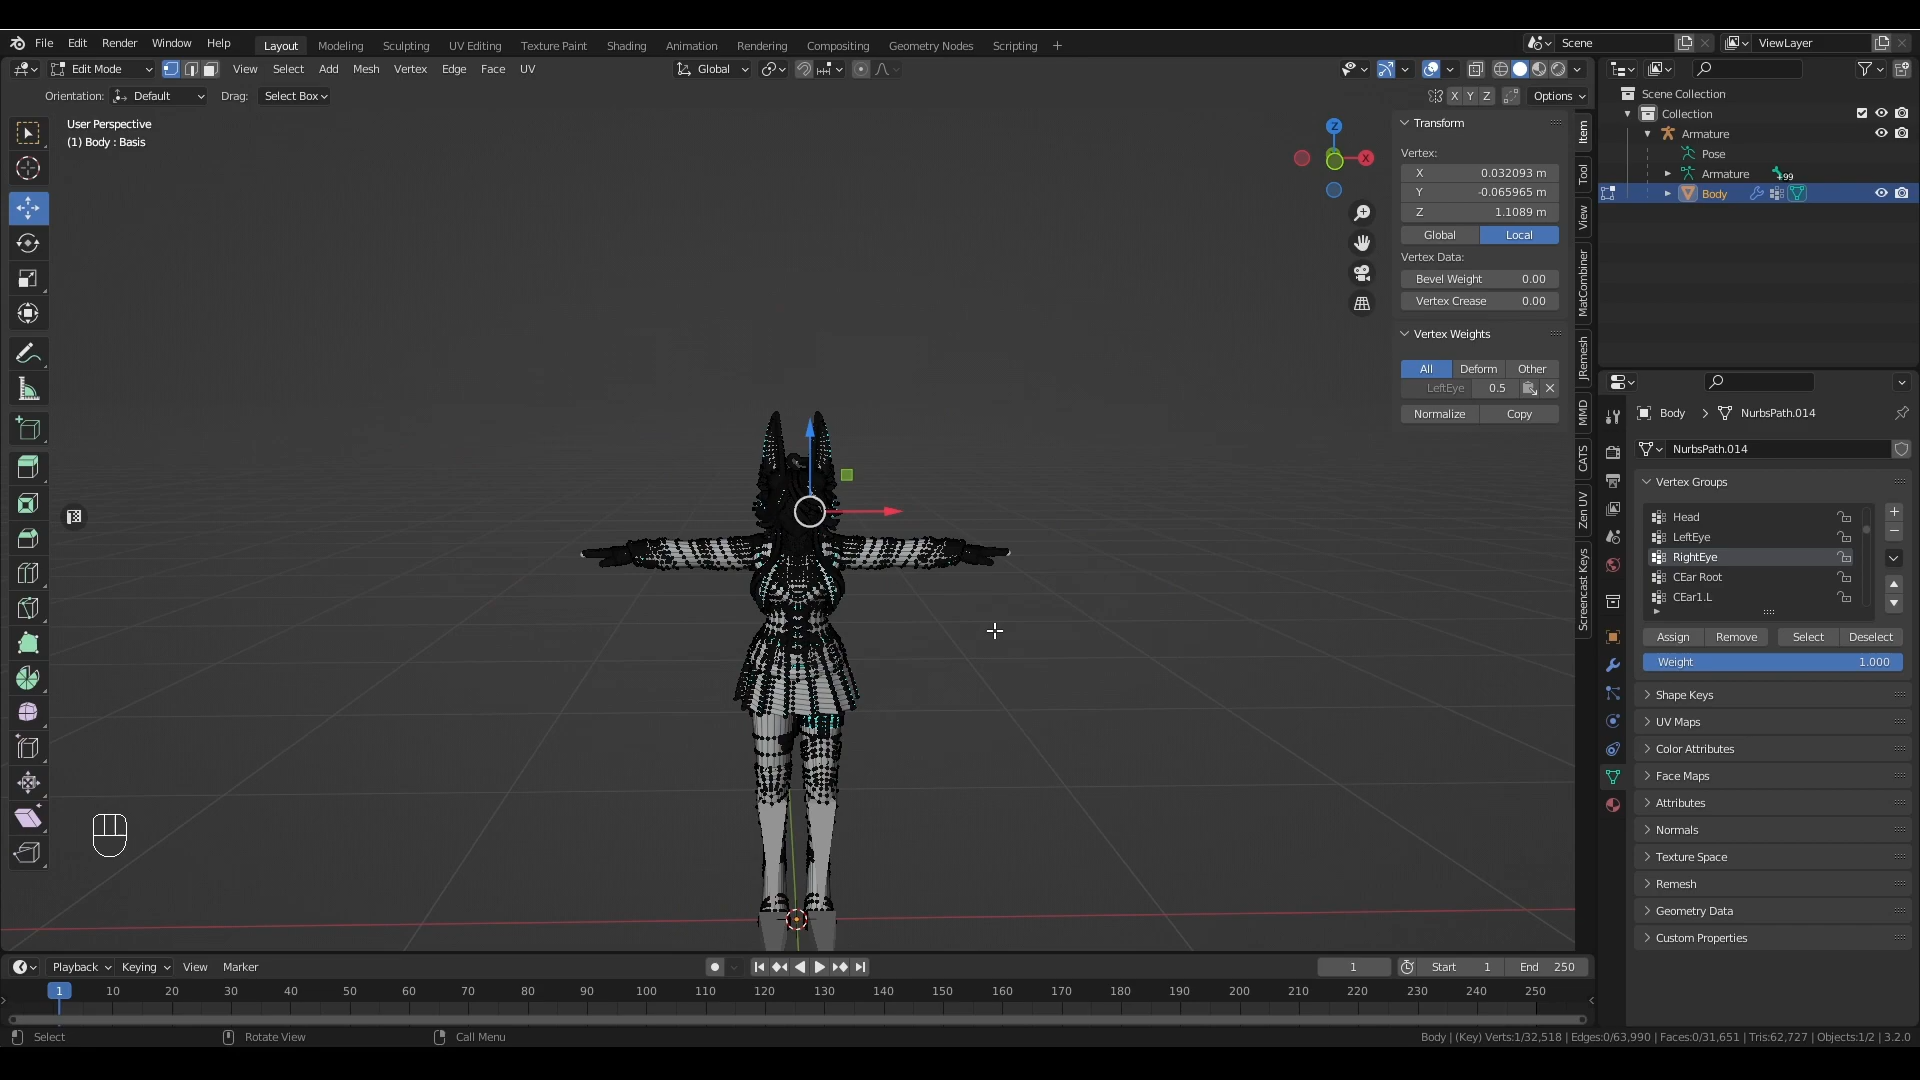 File Edit Render Window Help Layout Modeling Sculpting UV Editing Texture Paint Shading Animation Rendering Compositing Geometry Nodes Scripting + Scene ViewLayer
Edit Mode View Select Add Mesh Vertex Edge Face UV Global
Orientation: Default Drag: Select Box X Y Z Options
User Perspective
(1) Body : Basis
Z
X
Transform
Vertex:
X 0.032093 m
Y -0.065965 m
Z 1.1089 m
Global Local
Vertex Data:
Bevel Weight 0.00
Vertex Crease 0.00
Vertex Weights
All Deform Other
LeftEye 0.5
Normalize Copy
Item
Tool
View
MatCombiner
JRemesh
MMD
CATS
Zen UV
Screencast Keys
Scene Collection
Collection
Armature
Pose
Armature 99
Body
Body NurbsPath.014
NurbsPath.014
Vertex Groups
Head
LeftEye
RightEye
CEar Root
CEar1.L
Assign Remove Select Deselect
Weight 1.000
Shape Keys
UV Maps
Color Attributes
Face Maps
Attributes
Normals
Texture Space
Remesh
Geometry Data
Custom Properties
Playback Keying View Marker 1 Start 1 End 250
1 10 20 30 40 50 60 70 80 90 100 110 120 130 140 150 160 170 180 190 200 210 220 230 240 250
Select Rotate View Call Menu Body | (Key) Verts:1/32,518 | Edges:0/63,990 | Faces:0/31,651 | Tris:62,727 | Objects:1/2 | 3.2.0